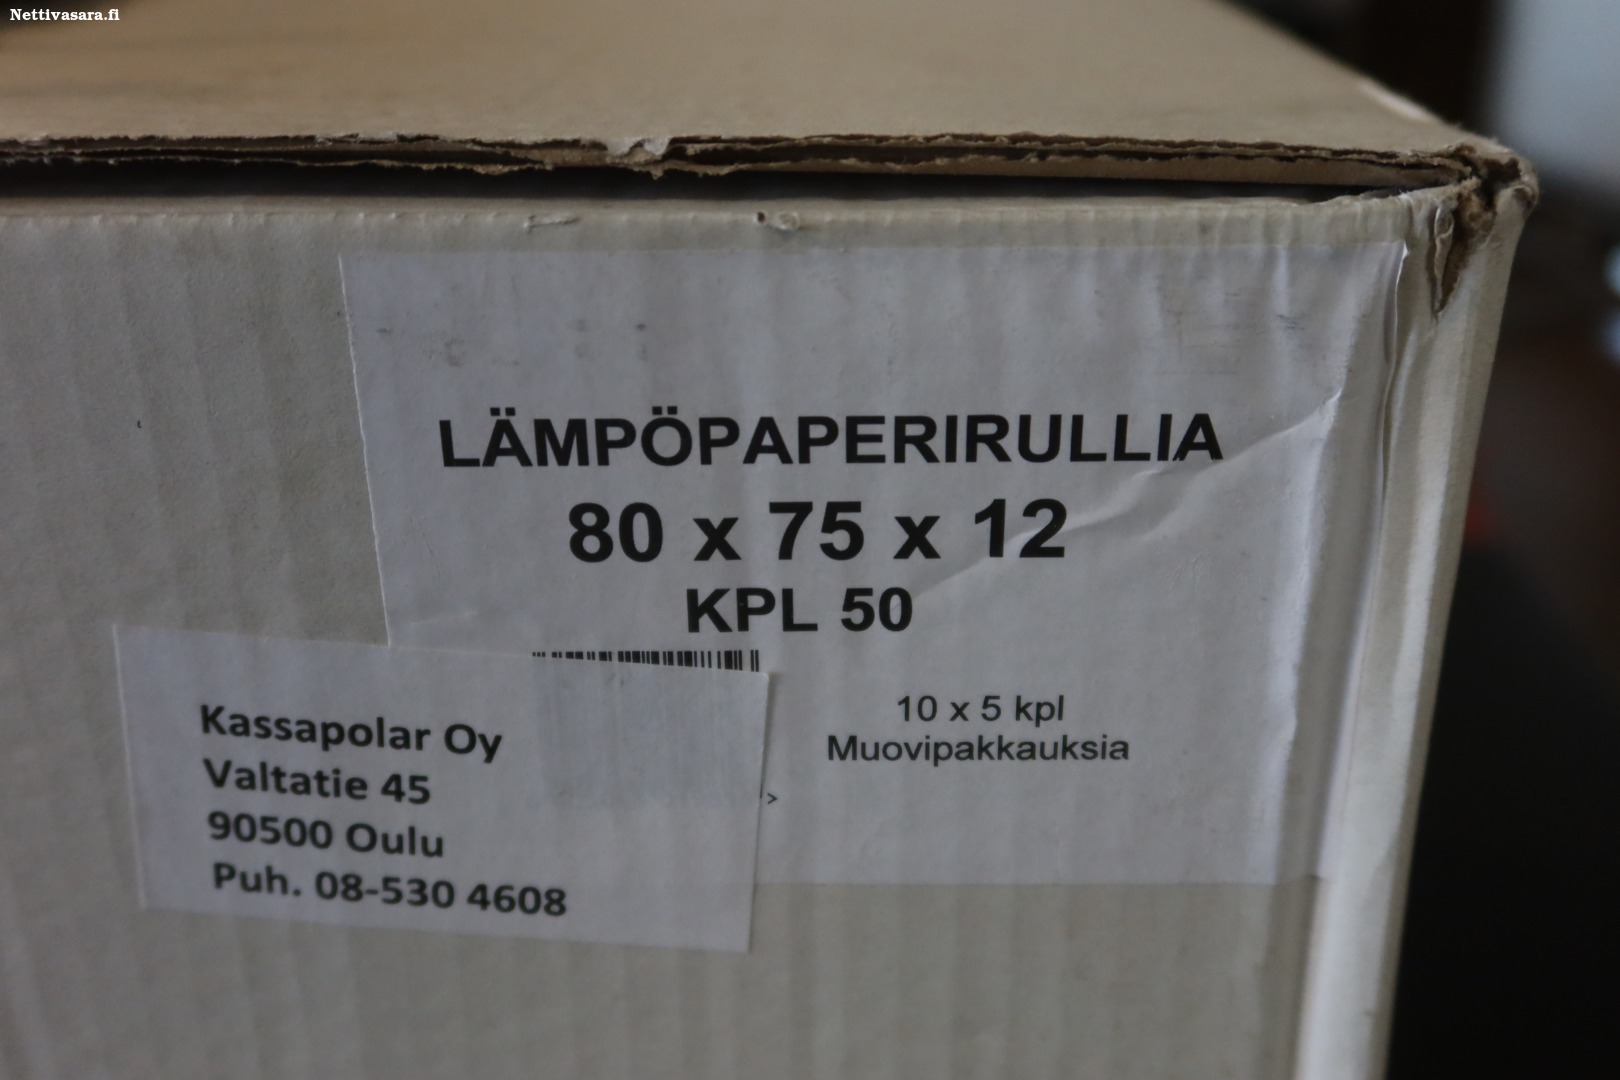 Nettivasara.fi
LÄMPÖPAPERIRULLIA
80 x 75 x 12
KPL 50
10 x 5 kpl
Muovipakkauksia
>
Kassapolar Oy
Valtatie 45
90500 Oulu
Puh. 08-530 4608